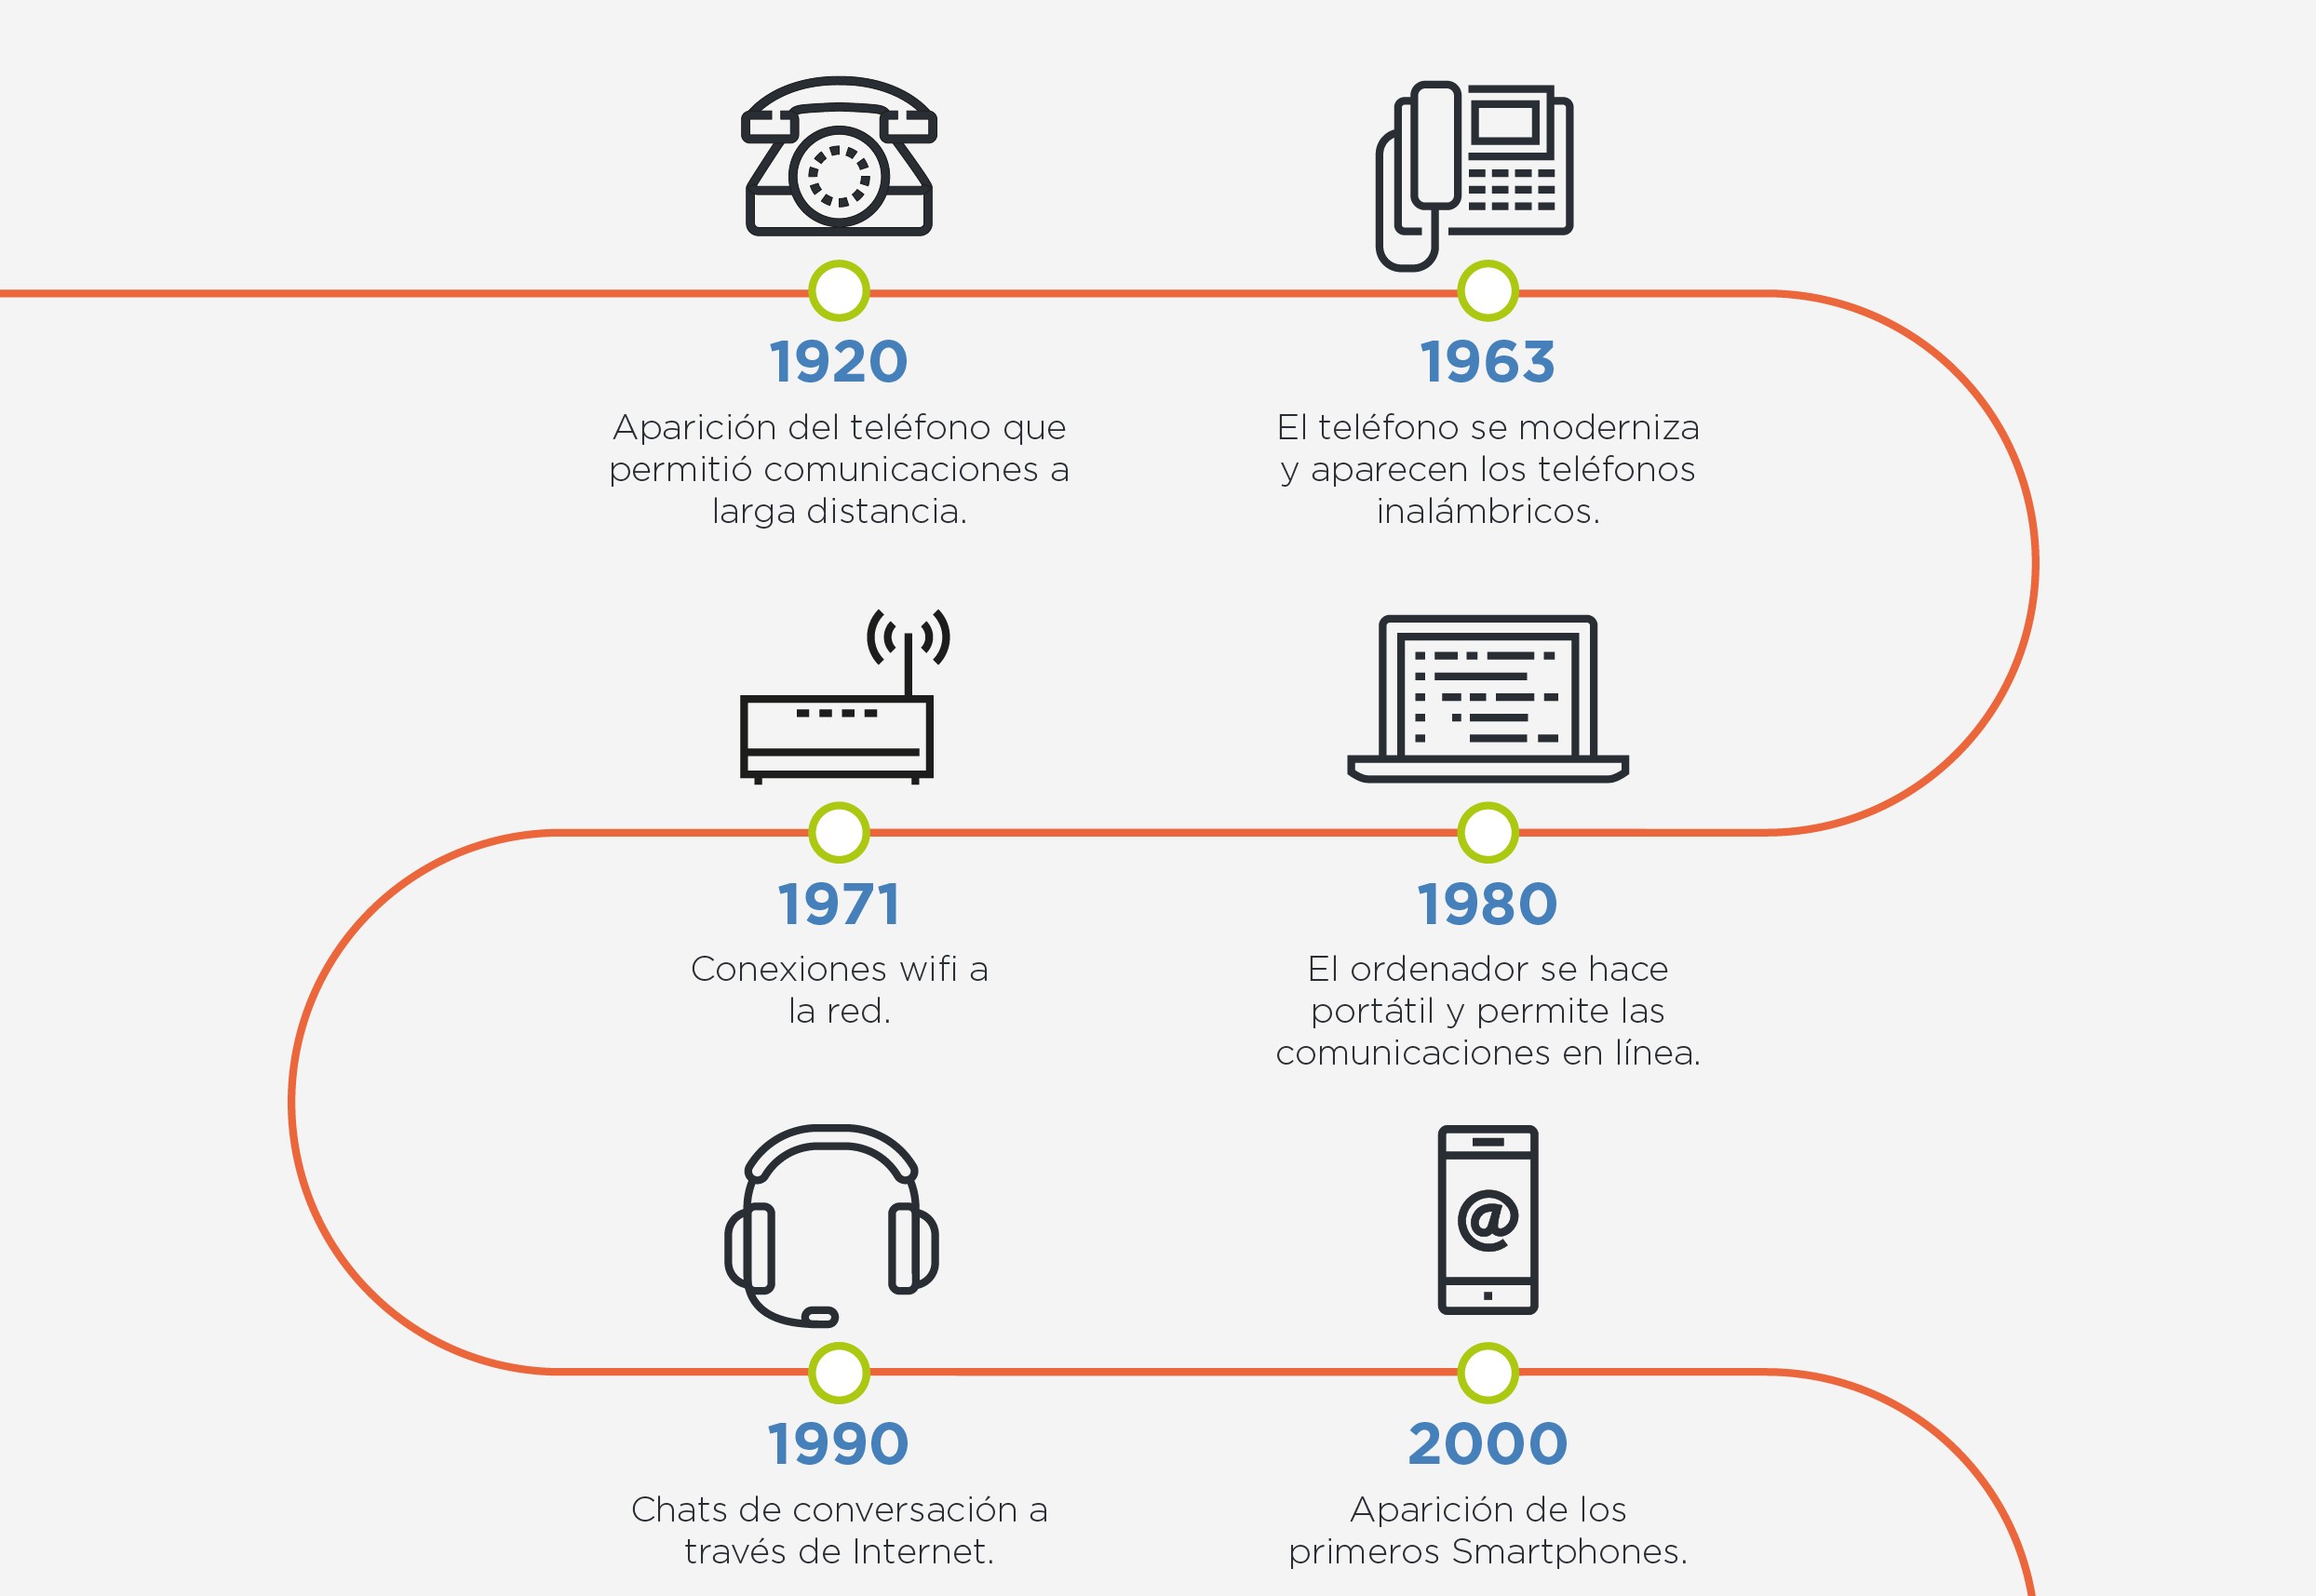 1920
Aparición del teléfono que
permitió comunicaciones a
larga distancia.
1963
El teléfono se moderniza
y aparecen los teléfonos
inalámbricos.
1971
Conexiones wifi a
la red.
1980
El ordenador se hace
portátil y permite las
comunicaciones en línea.
1990
Chats de conversación a
través de Internet.
2000
Aparición de los
primeros Smartphones.
@